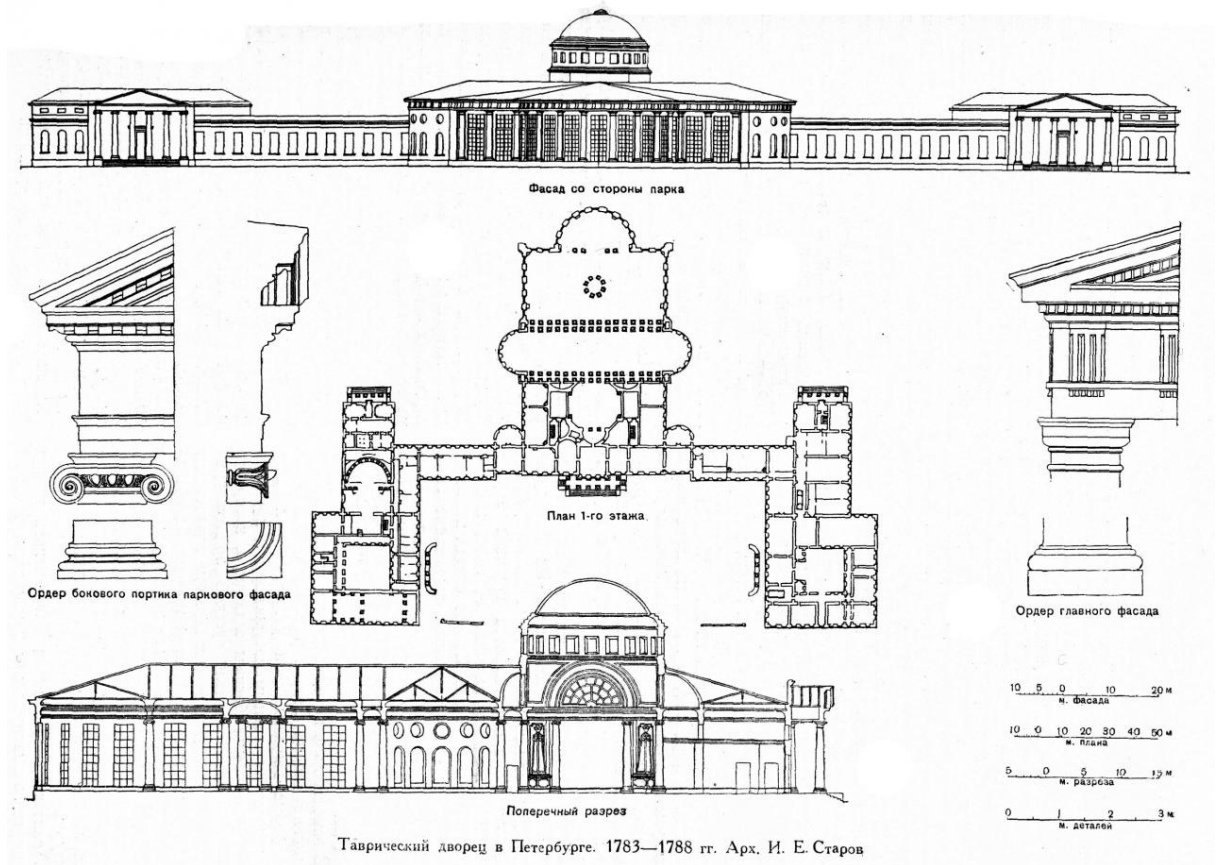 Фасад со стороны парка
План 1-го этажа
Ордер бокового портика паркового фасада
Ордер главного фасада
10 5 0 10 20 м
м. фасада
10 0 10 20 30 40 50 м
м. плана
5 0 5 10 15 м
м. разреза
0 1 2 3 м
м. деталей
Поперечный разрез
Таврический дворец в Петербурге. 1783—1788 гг. Арх. И. Е. Старов